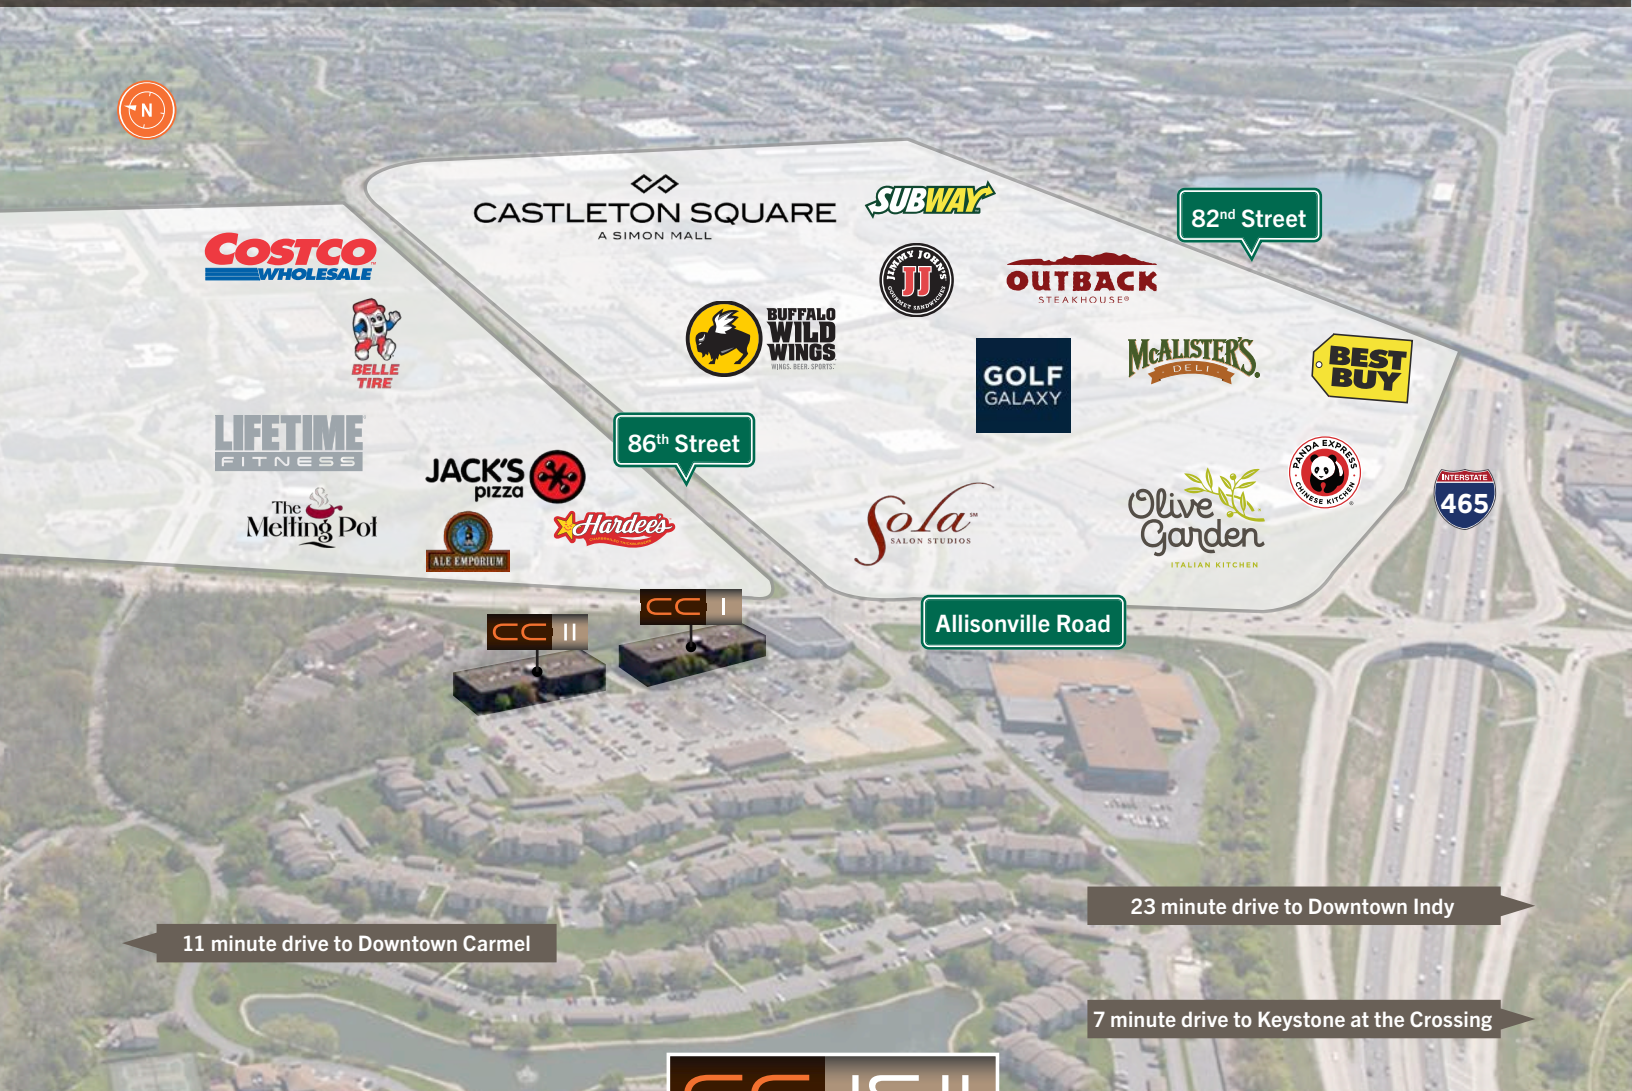 N
CASTLETON SQUARE
A SIMON MALL
SUBWAY
82nd Street
COSTCO
WHOLESALE
JIMMY JOHN'S
JJ
GOURMET SANDWICHES
OUTBACK
STEAKHOUSE®
BELLE
TIRE
BUFFALO
WILD
WINGS
WINGS. BEER. SPORTS.
GOLF
GALAXY
McALISTER'S
DELI
BEST
BUY
LIFETIME
FITNESS
86th Street
JACK'S
pizza
PANDA EXPRESS
CHINESE KITCHEN
INTERSTATE
465
The
Melting Pot
ALE EMPORIUM
Hardee's
Sola℠
SALON STUDIOS
Olive
Garden
ITALIAN KITCHEN
CC I
CC II
Allisonville Road
23 minute drive to Downtown Indy
11 minute drive to Downtown Carmel
7 minute drive to Keystone at the Crossing